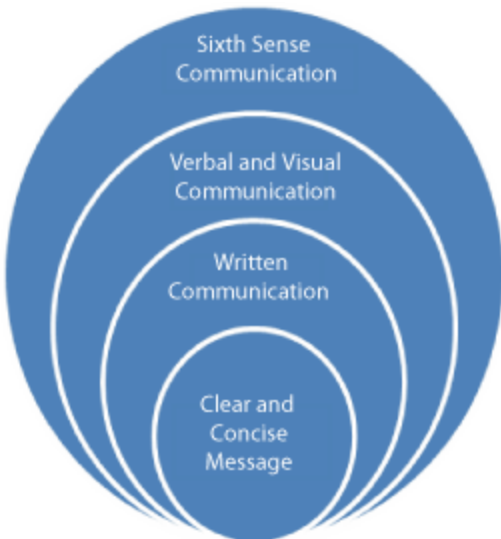 Sixth Sense
Communication
Verbal and Visual
Communication
Written
Communication
Clear and
Concise
Message